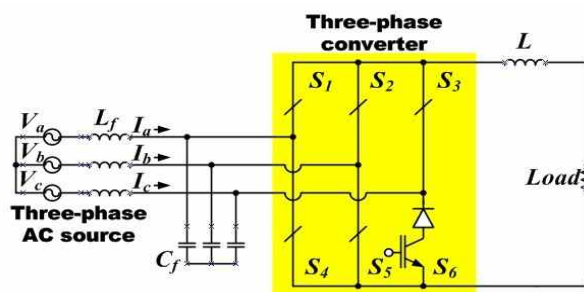 Three-phase
converter
L
S1 S2 S3
Va Lf Ia
Vb Ib
Vc Ic
Load
Three-phase
AC source
Cf
S4 S5 S6